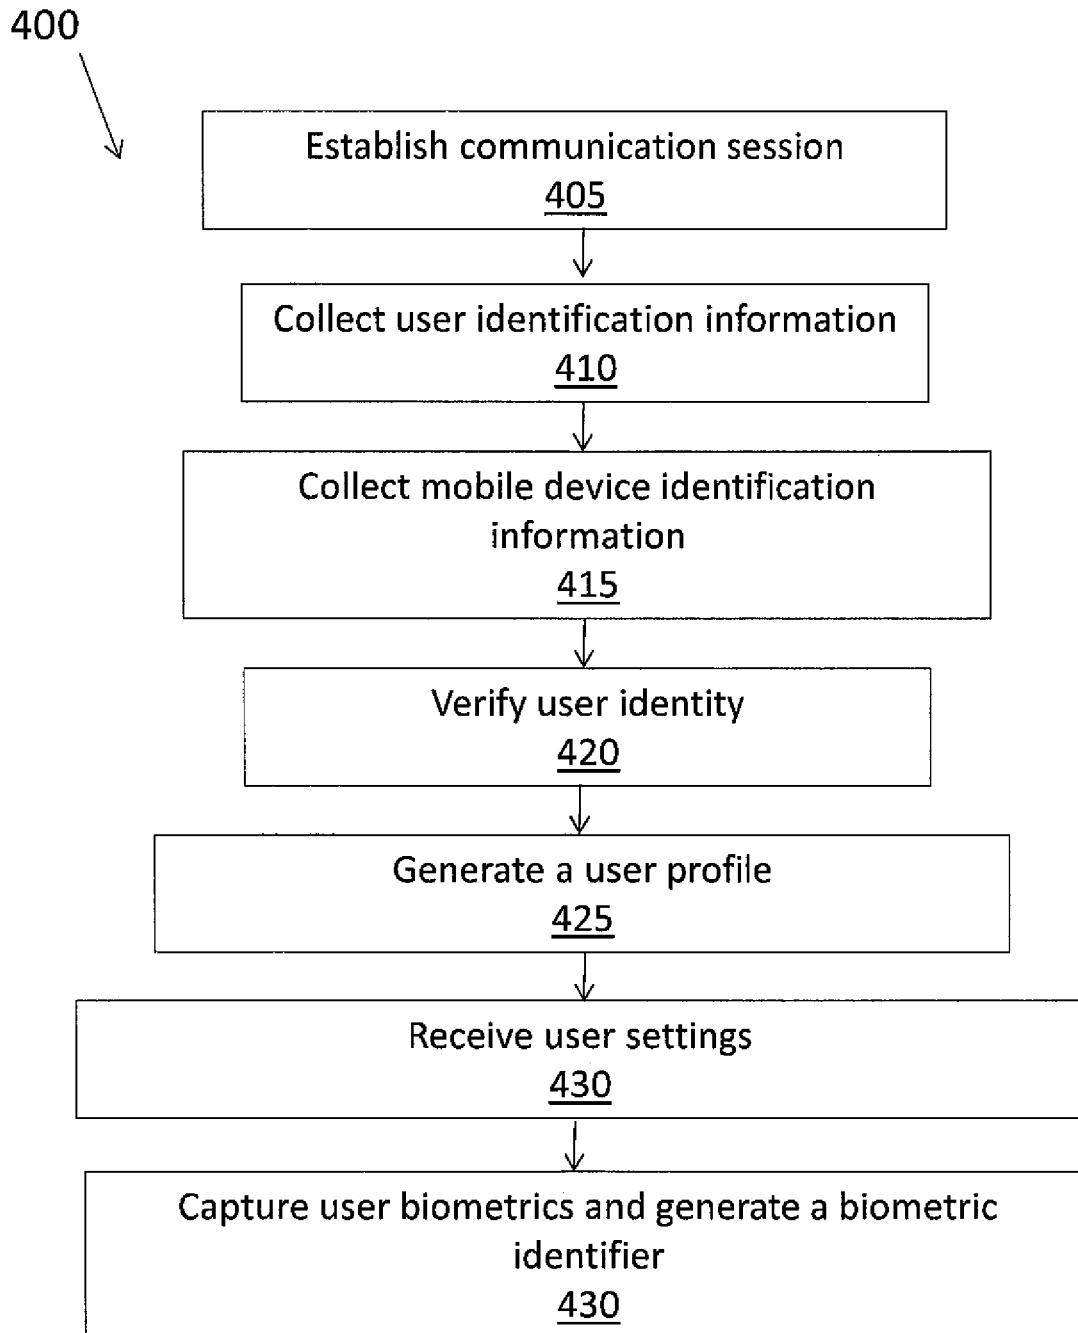 400
Establish communication session
405
Collect user identification information
410
Collect mobile device identification
information
415
Verify user identity
420
Generate a user profile
425
Receive user settings
430
Capture user biometrics and generate a biometric
identifier
430